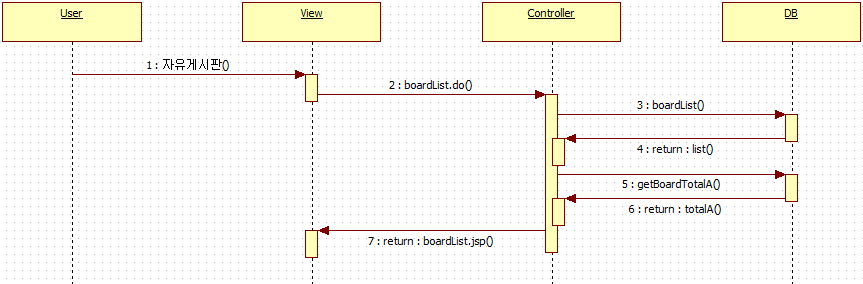 User
View
Controller
DB
1 : 자유게시판()
2 : boardList.do()
3 : boardList()
4 : return : list()
5 : getBoardTotalA()
6 : return : totalA()
7 : return : boardList.jsp()